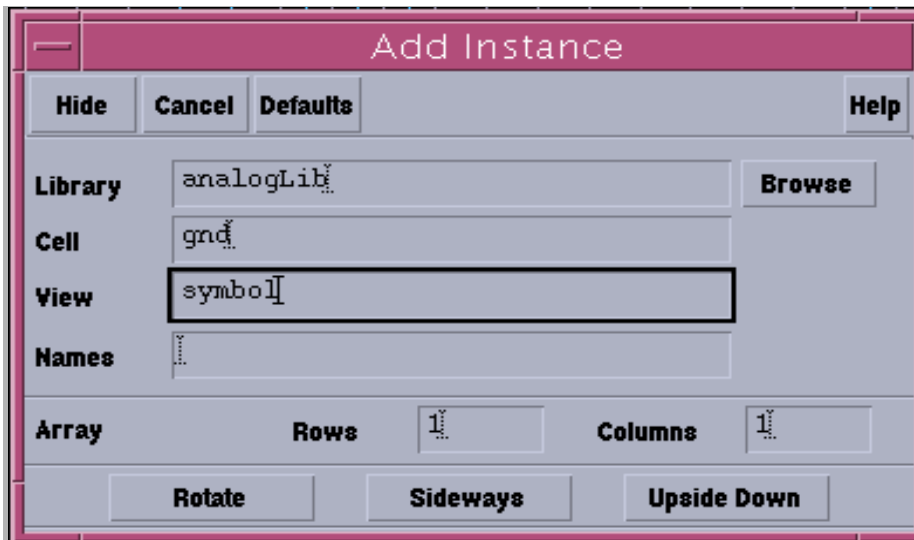 Add Instance
Hide Cancel Defaults Help
Library analogLib Browse
Cell gnd
View symbol
Names
Array Rows 1 Columns 1
Rotate Sideways Upside Down